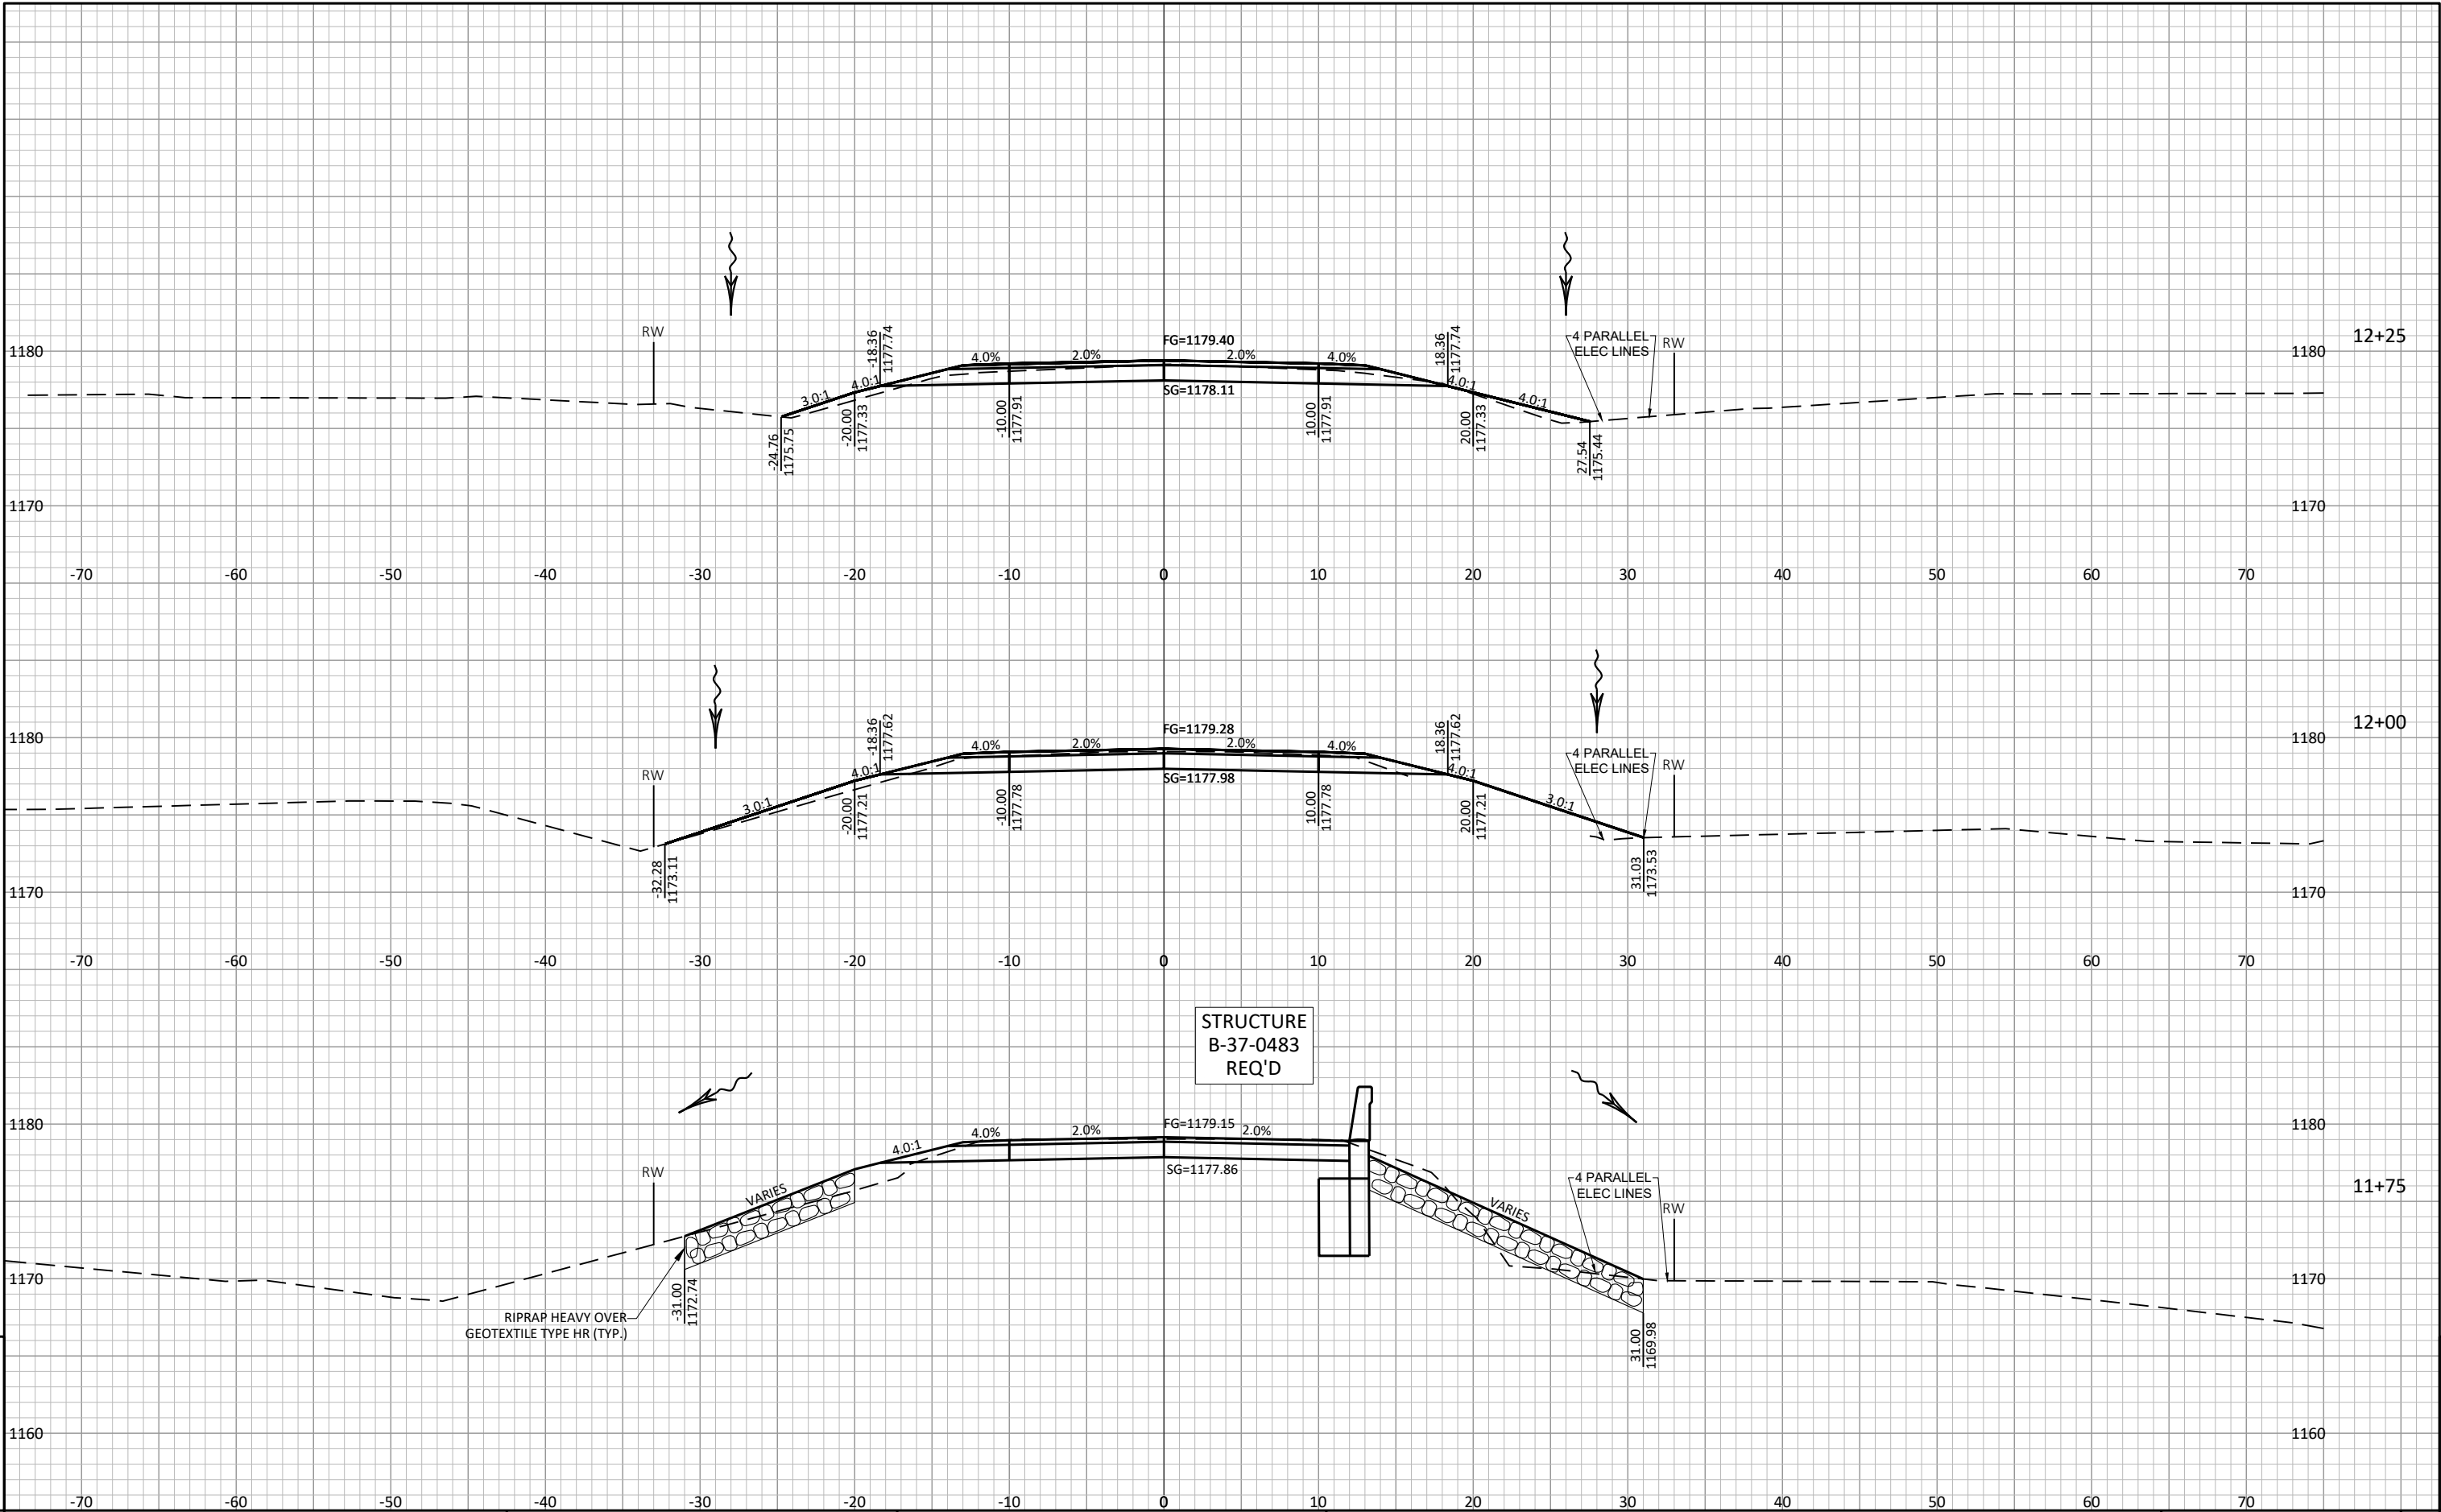 RW
-18.36
1177.74
4.0%
2.0%
FG=1179.40
2.0%
4.0%
18.36
1177.74
4 PARALLEL
ELEC LINES
RW
12+25
1180
1180
3.0:1
4.0:1
SG=1178.11
4.0:1
4.0:1
-24.76
1175.75
-20.00
1177.33
-10.00
1177.91
10.00
1177.91
20.00
1177.33
27.54
1175.44
1170
1170
-70 -60 -50 -40 -30 -20 -10 0 10 20 30 40 50 60 70
RW
-18.36
1177.62
4.0%
2.0%
FG=1179.28
2.0%
4.0%
18.36
1177.62
4 PARALLEL
ELEC LINES
RW
12+00
1180
1180
3.0:1
4.0:1
SG=1177.98
4.0:1
3.0:1
-32.28
1173.11
-20.00
1177.21
-10.00
1177.78
10.00
1177.78
20.00
1177.21
31.03
1173.53
1170
1170
-70 -60 -50 -40 -30 -20 -10 0 10 20 30 40 50 60 70
STRUCTURE
B-37-0483
REQ'D
1180
1180
RW
VARIES
4.0:1
4.0%
2.0%
FG=1179.15
2.0%
SG=1177.86
VARIES
4 PARALLEL
ELEC LINES
RW
11+75
1170
1170
-31.00
1172.74
RIPRAP HEAVY OVER
GEOTEXTILE TYPE HR (TYP.)
31.00
1169.98
1160
1160
-70 -60 -50 -40 -30 -20 -10 0 10 20 30 40 50 60 70